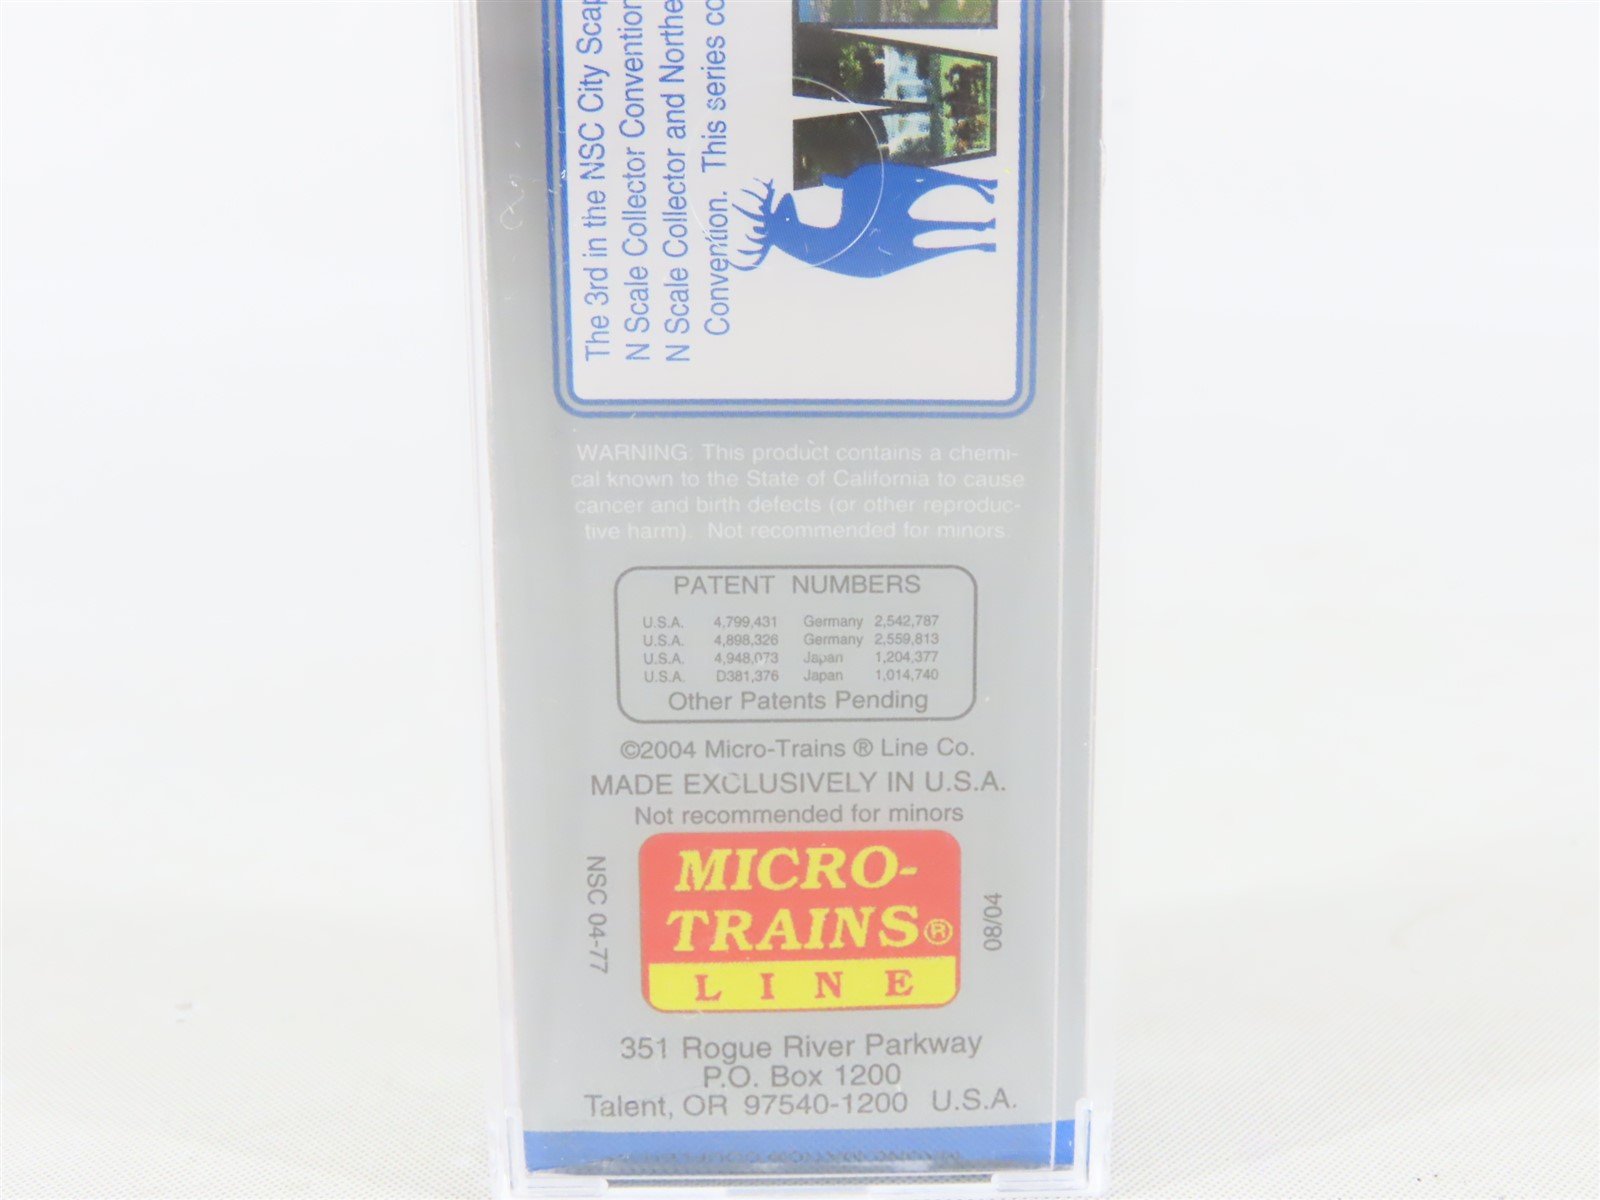 The 3rd in the NSC City
N Scale Collector Convention
N Scale Collector and
Convention. This series
WARNING: This product contains a chemi-
cal known to the State of California to cause
cancer and birth defects (or other reproduc-
tive harm). Not recommended for minors.
PATENT NUMBERS
U.S.A. 4,799,431 Germany 2,542,787
U.S.A. 4,898,326 Germany 2,559,813
U.S.A. 4,948,073 Japan 1,204,377
U.S.A. D381,376 Japan 1,014,740
Other Patents Pending
©2004 Micro-Trains ® Line Co.
MADE EXCLUSIVELY IN U.S.A.
Not recommended for minors
NSC 04-77
MICRO-
TRAINS®
LINE
08/04
351 Rogue River Parkway
P.O. Box 1200
Talent, OR 97540-1200 U.S.A.